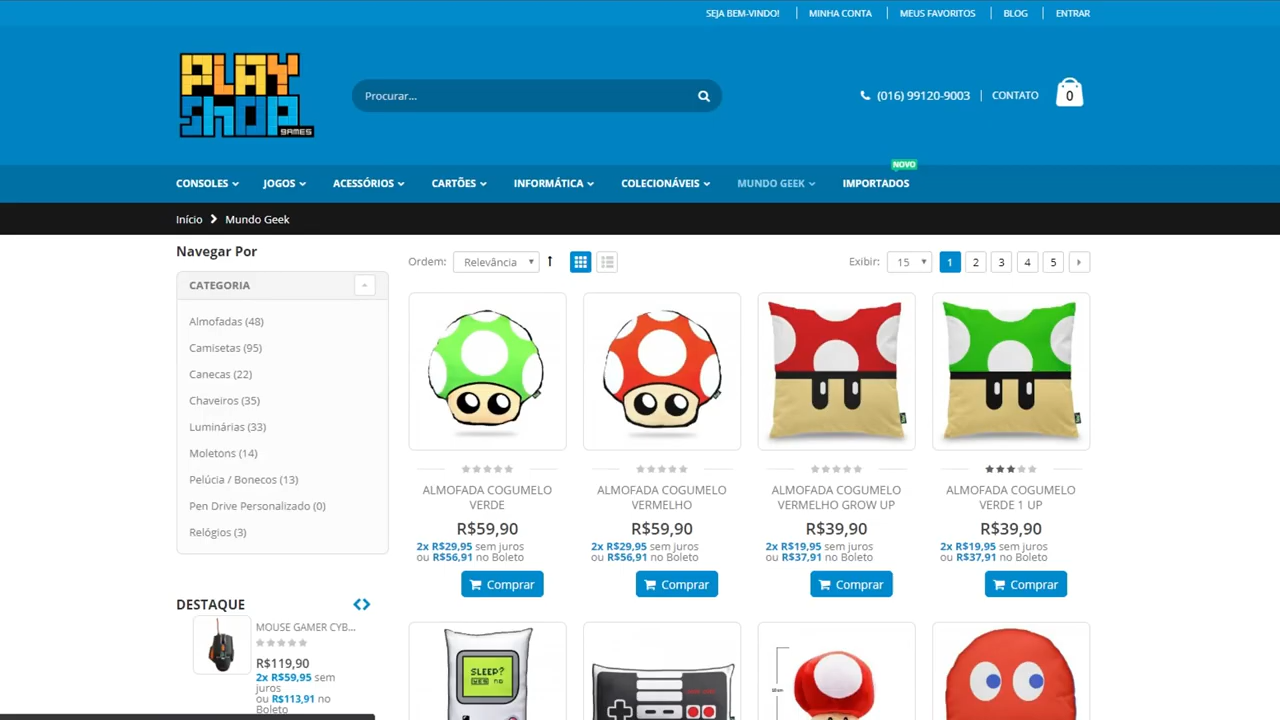 SEJA BEM-VINDO!
MINHA CONTA
MEUS FAVORITOS
BLOG
ENTRAR
PLAY
SHOP
GAMES
Procurar...
(016) 99120-9003
CONTATO
0
NOVO
CONSOLES
JOGOS
ACESSÓRIOS
CARTÕES
INFORMÁTICA
COLECIONÁVEIS
MUNDO GEEK
IMPORTADOS
Início
Mundo Geek
Navegar Por
CATEGORIA
Almofadas (48)
Camisetas (95)
Canecas (22)
Chaveiros (35)
Luminárias (33)
Moletons (14)
Pelúcia / Bonecos (13)
Pen Drive Personalizado (0)
Relógios (3)
DESTAQUE
MOUSE GAMER CYB...
R$119,90
2x R$59,95 sem
juros
ou R$113,91 no
Boleto
Ordem:
Relevância
Exibir:
15
1
2
3
4
5
ALMOFADA COGUMELO
VERDE
R$59,90
2x R$29,95 sem juros
ou R$56,91 no Boleto
Comprar
ALMOFADA COGUMELO
VERMELHO
R$59,90
2x R$29,95 sem juros
ou R$56,91 no Boleto
Comprar
ALMOFADA COGUMELO
VERMELHO GROW UP
R$39,90
2x R$19,95 sem juros
ou R$37,91 no Boleto
Comprar
ALMOFADA COGUMELO
VERDE 1 UP
R$39,90
2x R$19,95 sem juros
ou R$37,91 no Boleto
Comprar
SLEEP?
YES no